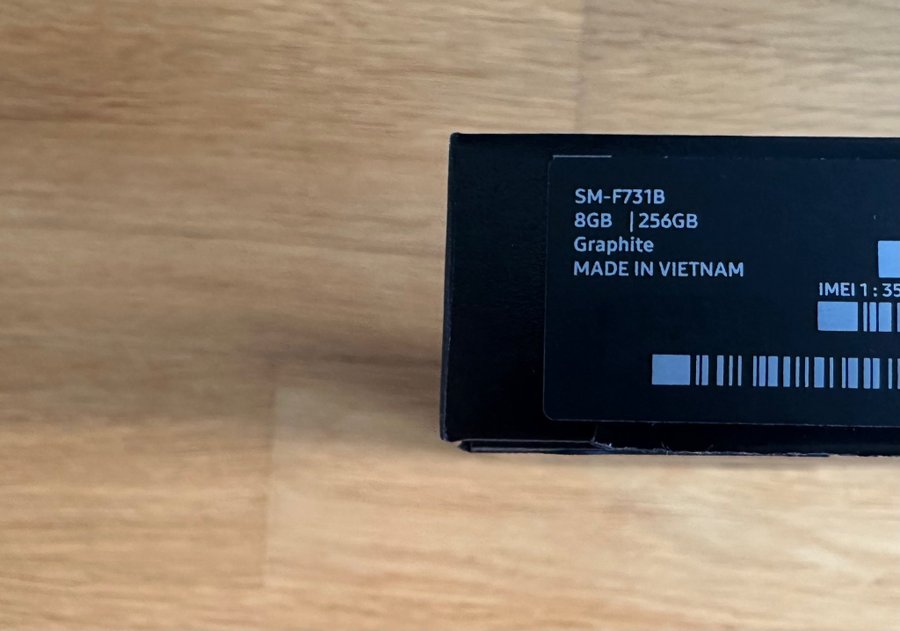 SM-F731B
8GB | 256GB
Graphite
MADE IN VIETNAM
IMEI 1 : 35